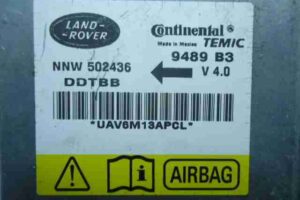 LAND-
ROVER
Continental
Made in Mexico TEMIC
NNW 502436
9489 B3
DDTBB
V 4.0
*UAV6M13APCL*
AIRBAG